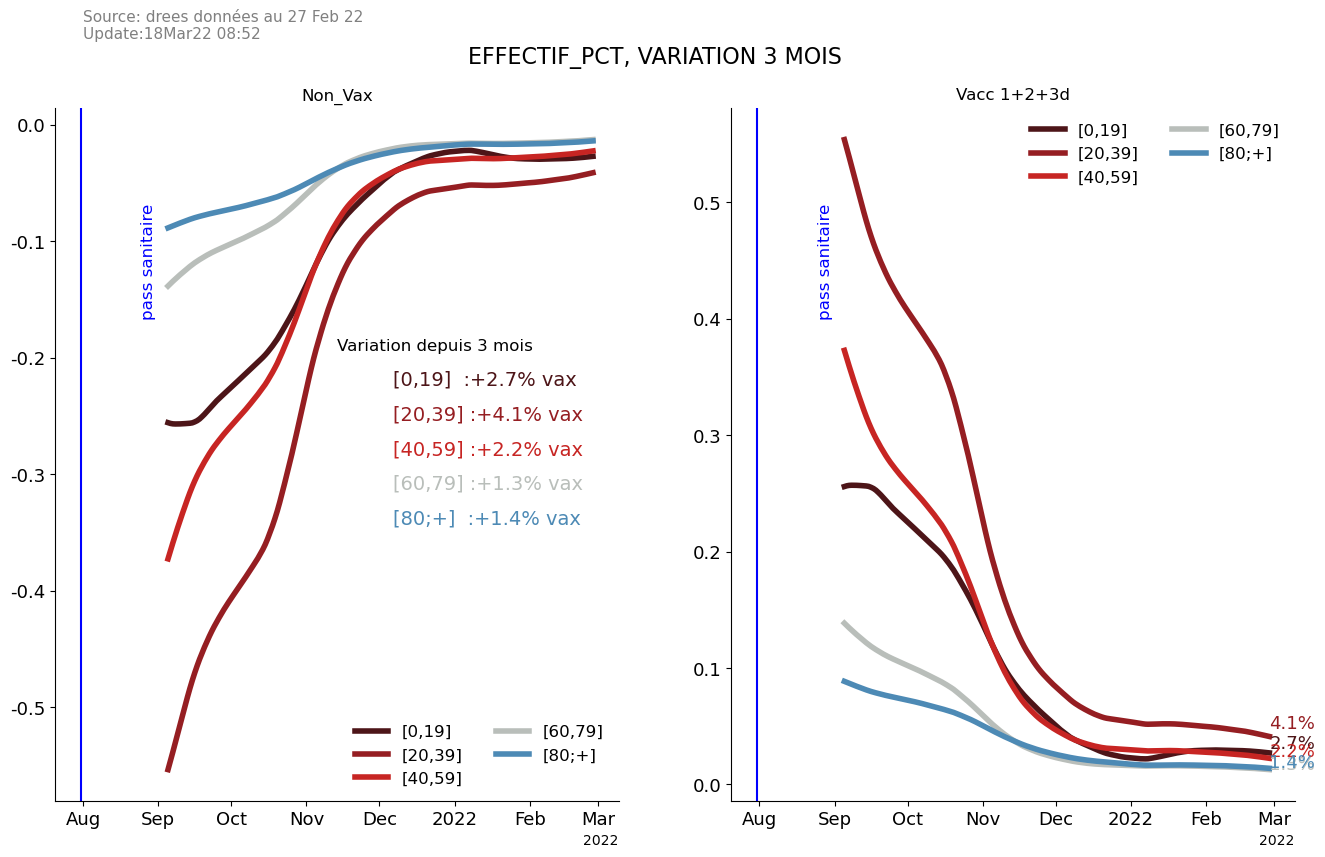 Source: drees données au 27 Feb 22
Update:18Mar22 08:52
EFFECTIF_PCT, VARIATION 3 MOIS
Non_Vax
0.0
-0.1
-0.2
-0.3
-0.4
-0.5
pass sanitaire
Variation depuis 3 mois
[0,19] :+2.7% vax
[20,39] :+4.1% vax
[40,59] :+2.2% vax
[60,79] :+1.3% vax
[80;+] :+1.4% vax
[0,19]
[20,39]
[40,59]
[60,79]
[80;+]
Aug Sep Oct Nov Dec 2022 Feb Mar
2022
Vacc 1+2+3d
[0,19]
[20,39]
[40,59]
[60,79]
[80;+]
0.5
0.4
0.3
0.2
0.1
0.0
pass sanitaire
4.1%
2.7%
2.2%
1.4%
Aug Sep Oct Nov Dec 2022 Feb Mar
2022